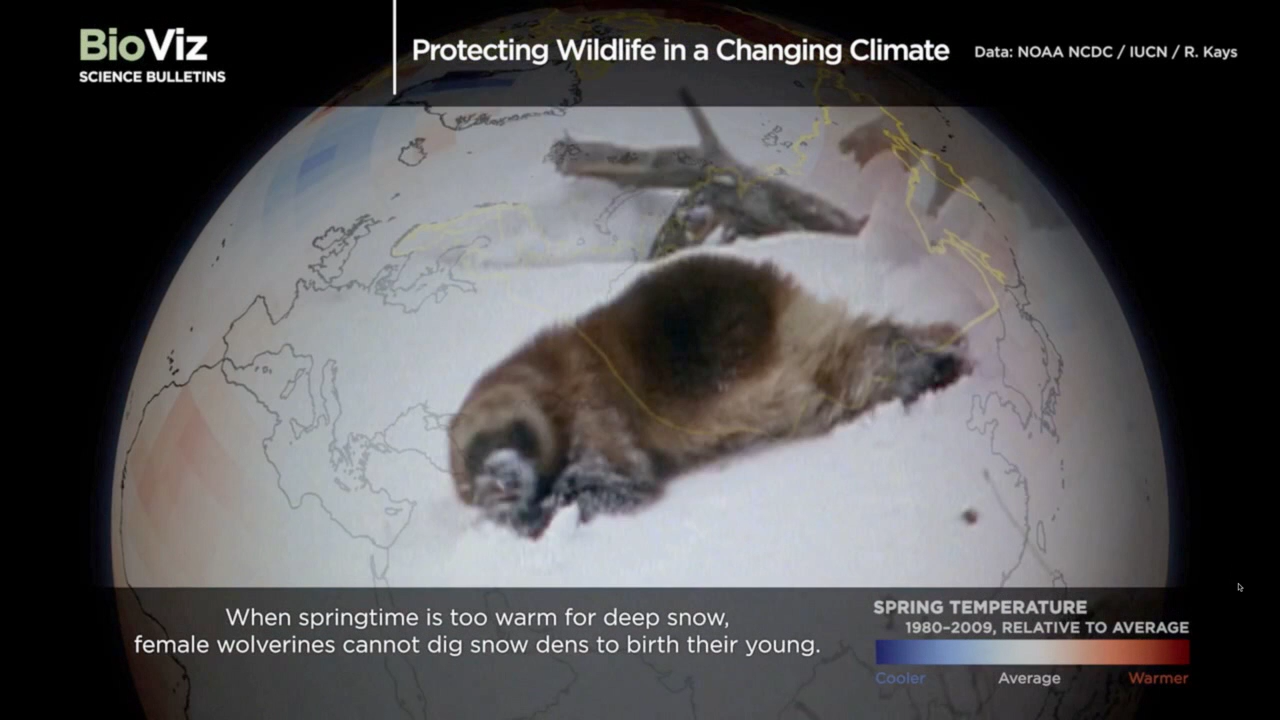 BioViz
SCIENCE BULLETINS
Protecting Wildlife in a Changing Climate
Data: NOAA NCDC / IUCN / R. Kays
When springtime is too warm for deep snow,
female wolverines cannot dig snow dens to birth their young.
SPRING TEMPERATURE
1980–2009, RELATIVE TO AVERAGE
Cooler Average Warmer